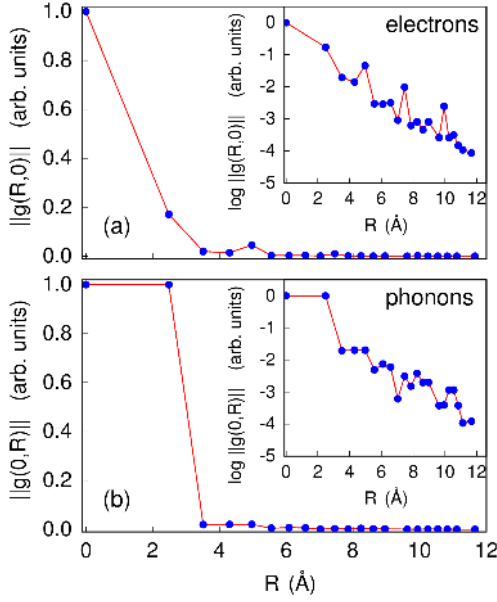 ||g(R,0)|| (arb. units)
1.0
0.8
0.6
0.4
0.2
0.0
(a)
electrons
log ||g(R,0)|| (arb. units)
0
-1
-2
-3
-4
-5
0 2 4 6 8 10 12
R (Å)
||g(0,R)|| (arb. units)
1.0
0.8
0.6
0.4
0.2
0.0
(b)
phonons
log ||g(0,R)|| (arb. units)
0
-1
-2
-3
-4
-5
0 2 4 6 8 10 12
R (Å)
0 2 4 6 8 10 12
R (Å)